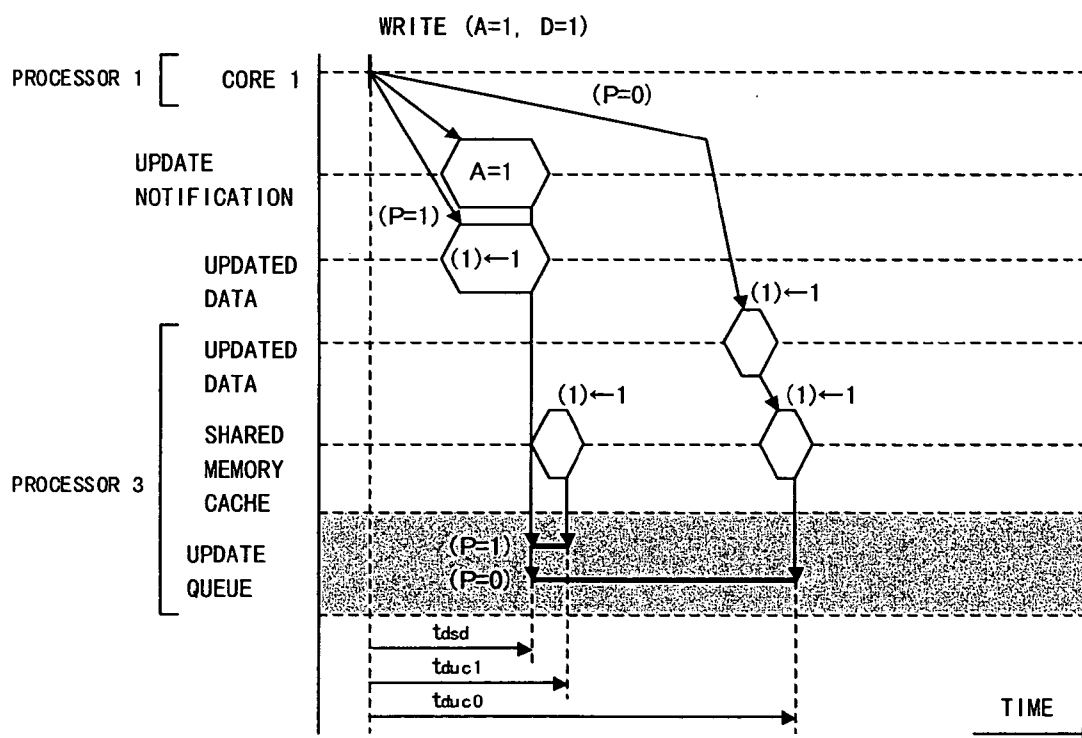 WRITE (A=1, D=1)
PROCESSOR 1
CORE 1
(P=0)
UPDATE
NOTIFICATION
A=1
(P=1)
UPDATED
DATA
(1)←1
(1)←1
UPDATED
DATA
(1)←1
(1)←1
SHARED
MEMORY
CACHE
PROCESSOR 3
UPDATE
QUEUE
(P=1)
(P=0)
tdsd
tduc1
tduc0
TIME